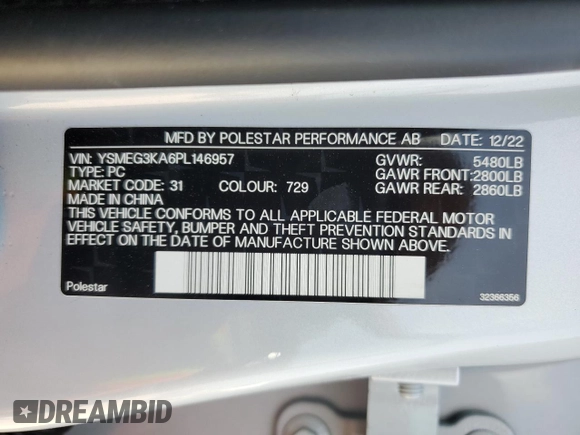 MFD BY POLESTAR PERFORMANCE AB DATE: 12/22
VIN: YSMEG3KA6PL146957 GVWR: 5480LB
TYPE: PC GAWR FRONT:2800LB
MARKET CODE: 31 COLOUR: 729 GAWR REAR: 2860LB
MADE IN CHINA
THIS VEHICLE CONFORMS TO ALL APPLICABLE FEDERAL MOTOR
VEHICLE SAFETY, BUMPER AND THEFT PREVENTION STANDARDS IN
EFFECT ON THE DATE OF MANUFACTURE SHOWN ABOVE.
Polestar 32366356
DREAMBID